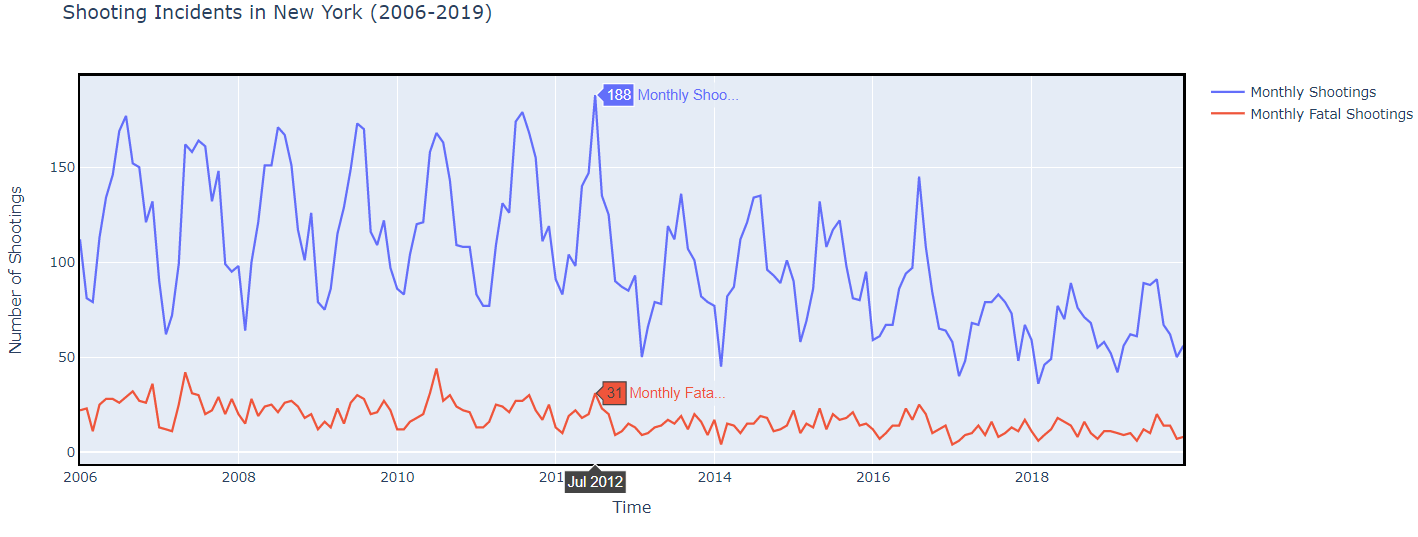 Shooting Incidents in New York (2006-2019)
Monthly Shootings
Monthly Fatal Shootings
188 Monthly Shoo...
150
100
50
0
31 Monthly Fata...
Number of Shootings
2006
2008
2010
2014
2016
2018
Jul 2012
Time